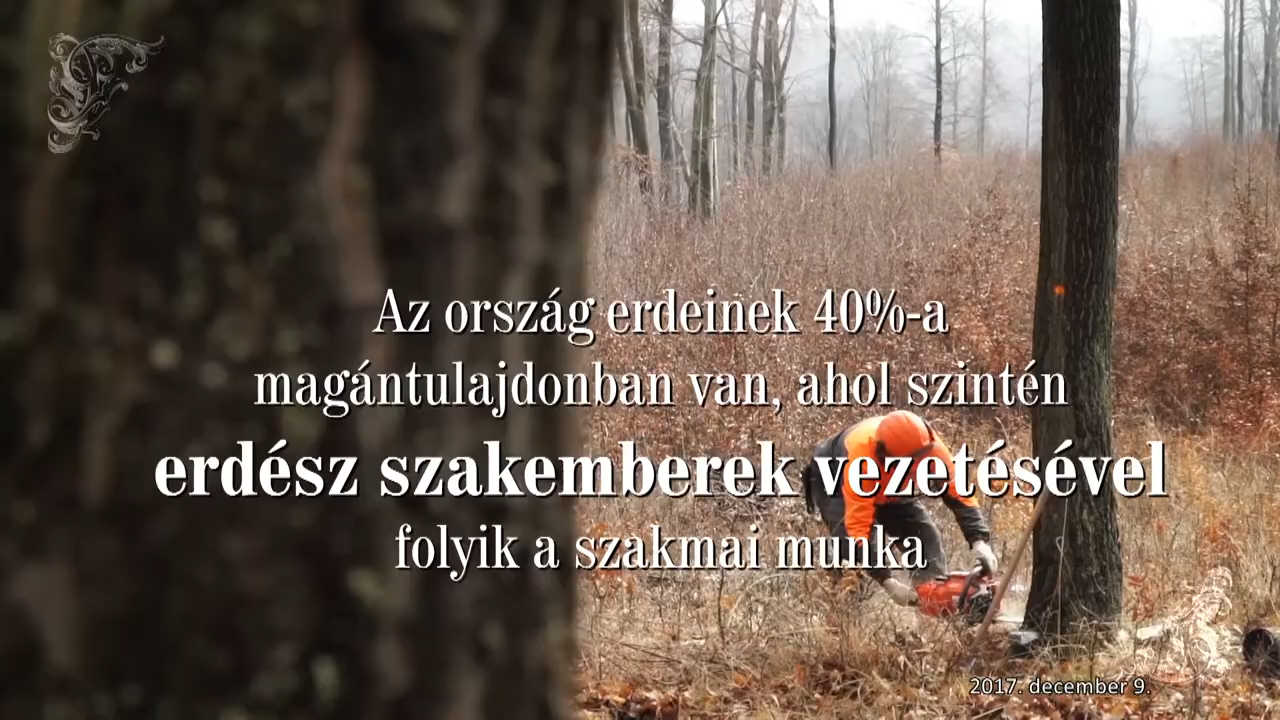 Az ország erdeinek 40%-a
magántulajdonban van, ahol szintén
erdész szakemberek vezetésével
folyik a szakmai munka
2017. december 9.